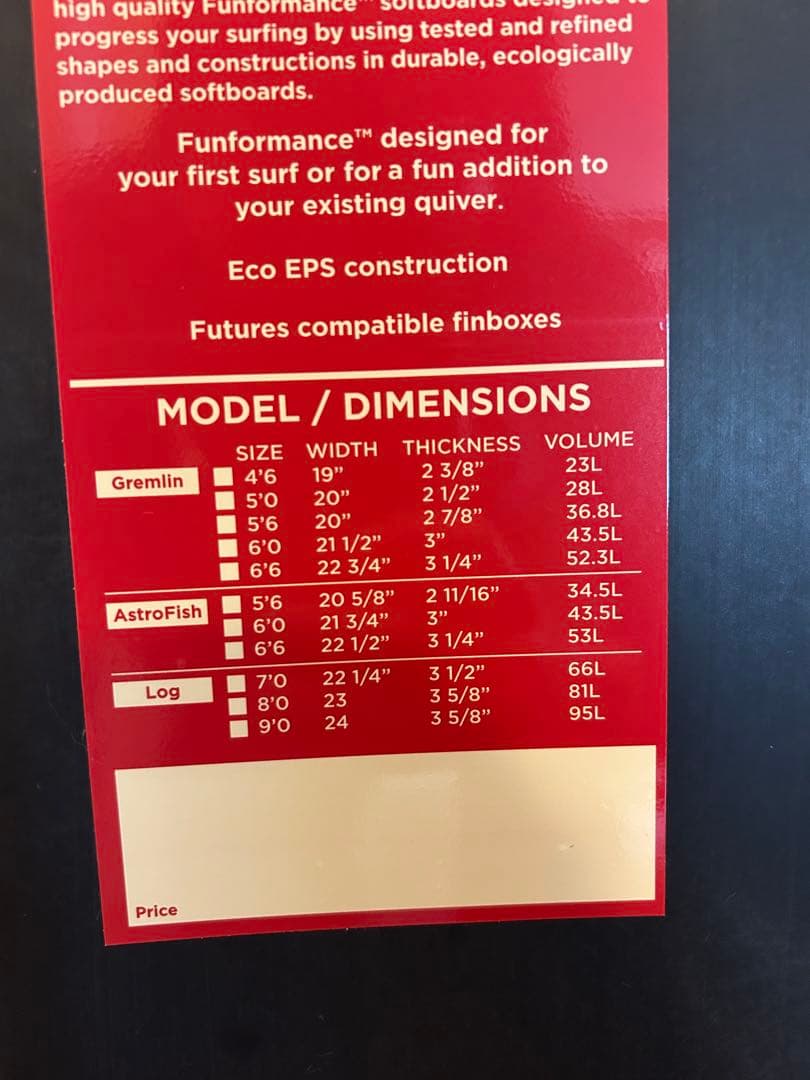 high quality Funformance™ softboards designed to
progress your surfing by using tested and refined
shapes and constructions in durable, ecologically
produced softboards.
Funformance™ designed for
your first surf or for a fun addition to
your existing quiver.
Eco EPS construction
Futures compatible finboxes
MODEL / DIMENSIONS
SIZE WIDTH THICKNESS VOLUME
Gremlin 4'6 19" 2 3/8" 23L
5'0 20" 2 1/2" 28L
5'6 20" 2 7/8" 36.8L
6'0 21 1/2" 3" 43.5L
6'6 22 3/4" 3 1/4" 52.3L
AstroFish 5'6 20 5/8" 2 11/16" 34.5L
6'0 21 3/4" 3" 43.5L
6'6 22 1/2" 3 1/4" 53L
Log 7'0 22 1/4" 3 1/2" 66L
8'0 23 3 5/8" 81L
9'0 24 3 5/8" 95L
Price